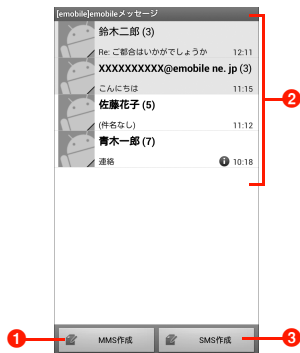 [emobile]emobileメッセージ
鈴木二郎 (3)
Re: ご都合はいかがでしょうか 12:11
XXXXXXXXXX@emobile ne. jp (3)
こんにちは 11:15
佐藤花子 (5)
(件名なし) 11:12
青木一郎 (7)
連絡 10:18
2
1
MMS作成
SMS作成
3